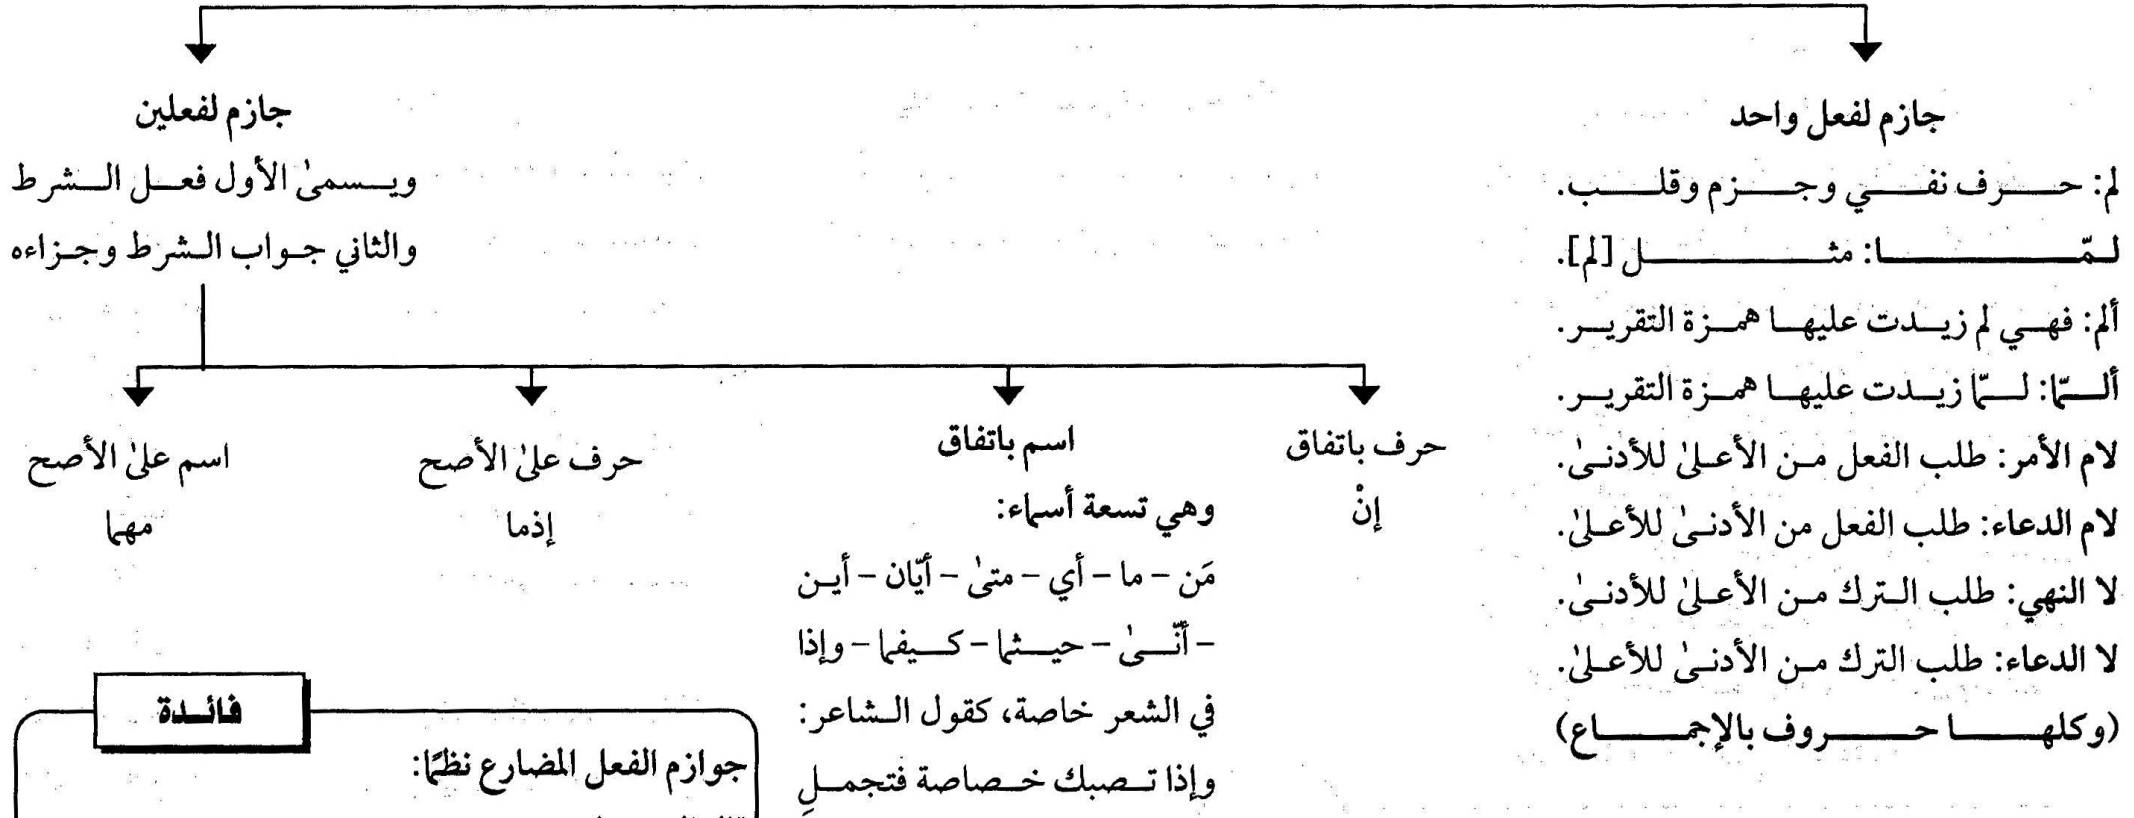 جازم لفعل واحد
لم: حرف نفي وجزم وقلب.
لمّا: مثل [لم].
ألم: فهي لم زيدت عليها همزة التقرير.
ألمّا: لمّا زيدت عليها همزة التقرير.
لام الأمر: طلب الفعل من الأعلىٰ للأدنىٰ.
لام الدعاء: طلب الفعل من الأدنىٰ للأعلىٰ.
لا النهي: طلب الترك من الأعلىٰ للأدنىٰ.
لا الدعاء: طلب الترك من الأدنىٰ للأعلىٰ.
(وكلها حروف بالإجماع)
جازم لفعلين
ويسمىٰ الأول فعل الشرط
والثاني جواب الشرط وجزاءه
حرف باتفاق
إنْ
اسم باتفاق
وهي تسعة أسماء:
مَن – ما – أي – متىٰ – أيّان – أين
– أنّىٰ – حيثما – كيفما – وإذا
في الشعر خاصة، كقول الشاعر:
وإذا تصبك خصاصة فتجملِ
حرف علىٰ الأصح
إذما
اسم علىٰ الأصح
مهما
فائدة
جوازم الفعل المضارع نظمًا: